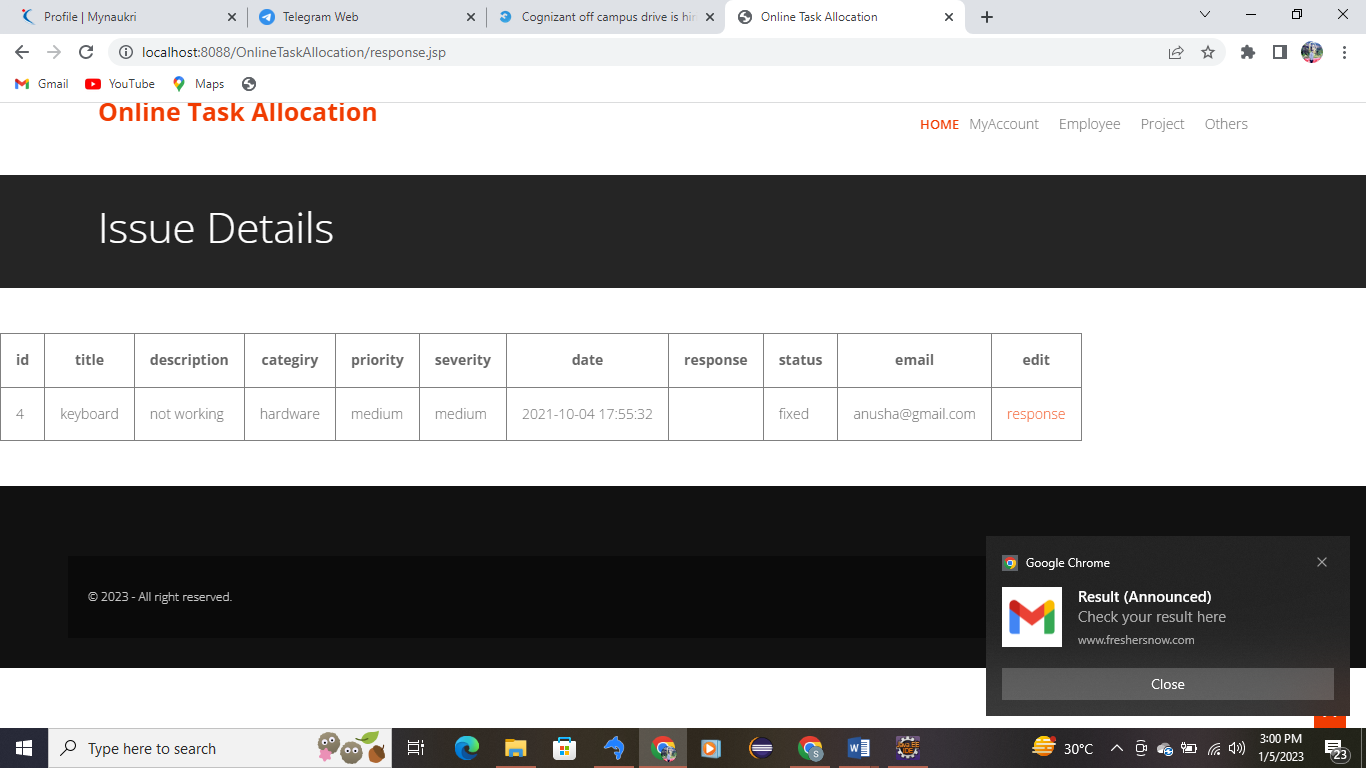 Profile | Mynaukri
Telegram Web
Cognizant off campus drive is hir
Online Task Allocation
localhost:8088/OnlineTaskAllocation/response.jsp
Gmail YouTube Maps
Online Task Allocation
HOME MyAccount Employee Project Others
Issue Details
id title description categiry priority severity date response status email edit
4 keyboard not working hardware medium medium 2021-10-04 17:55:32 fixed anusha@gmail.com response
© 2023 - All right reserved.
Google Chrome
Result (Announced)
Check your result here
www.freshersnow.com
Close
Type here to search
30°C
3:00 PM
1/5/2023
23